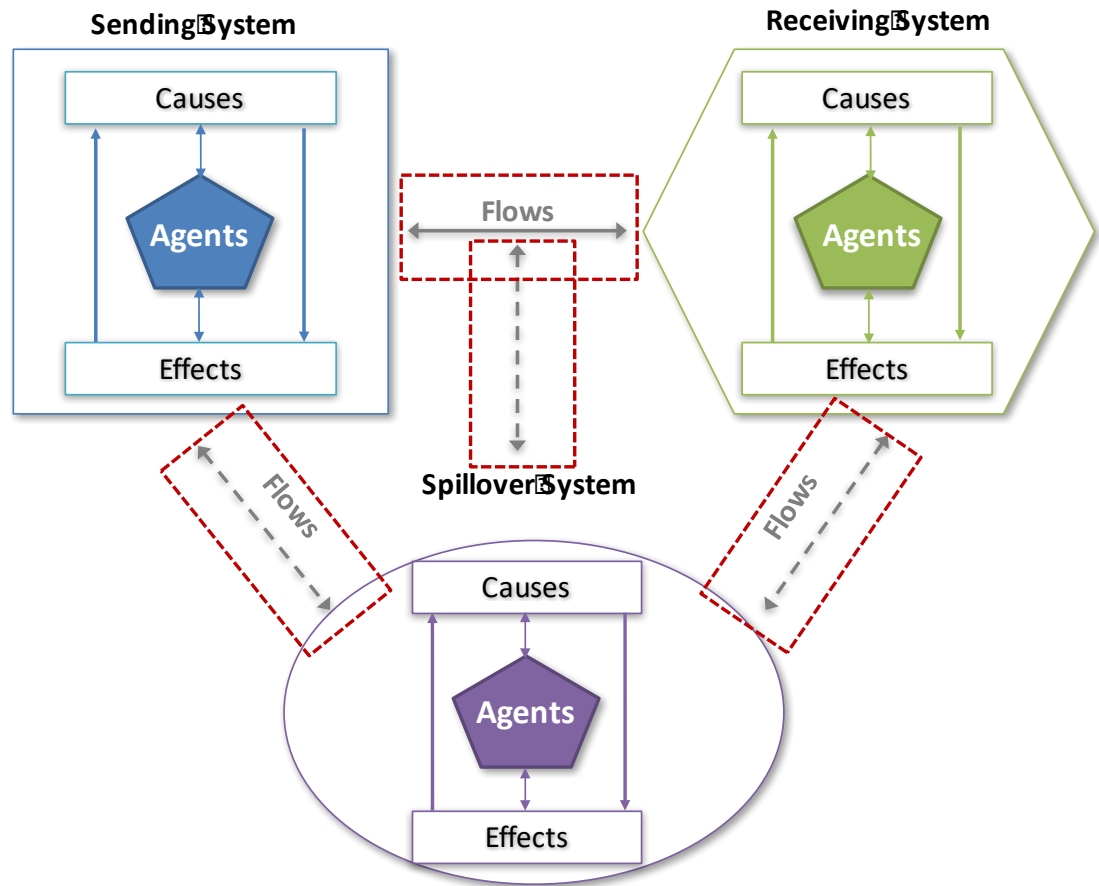 Sending System
Receiving System
Causes
Causes
Agents
Flows
Agents
Effects
Effects
Flows
Spillover System
Flows
Causes
Agents
Effects